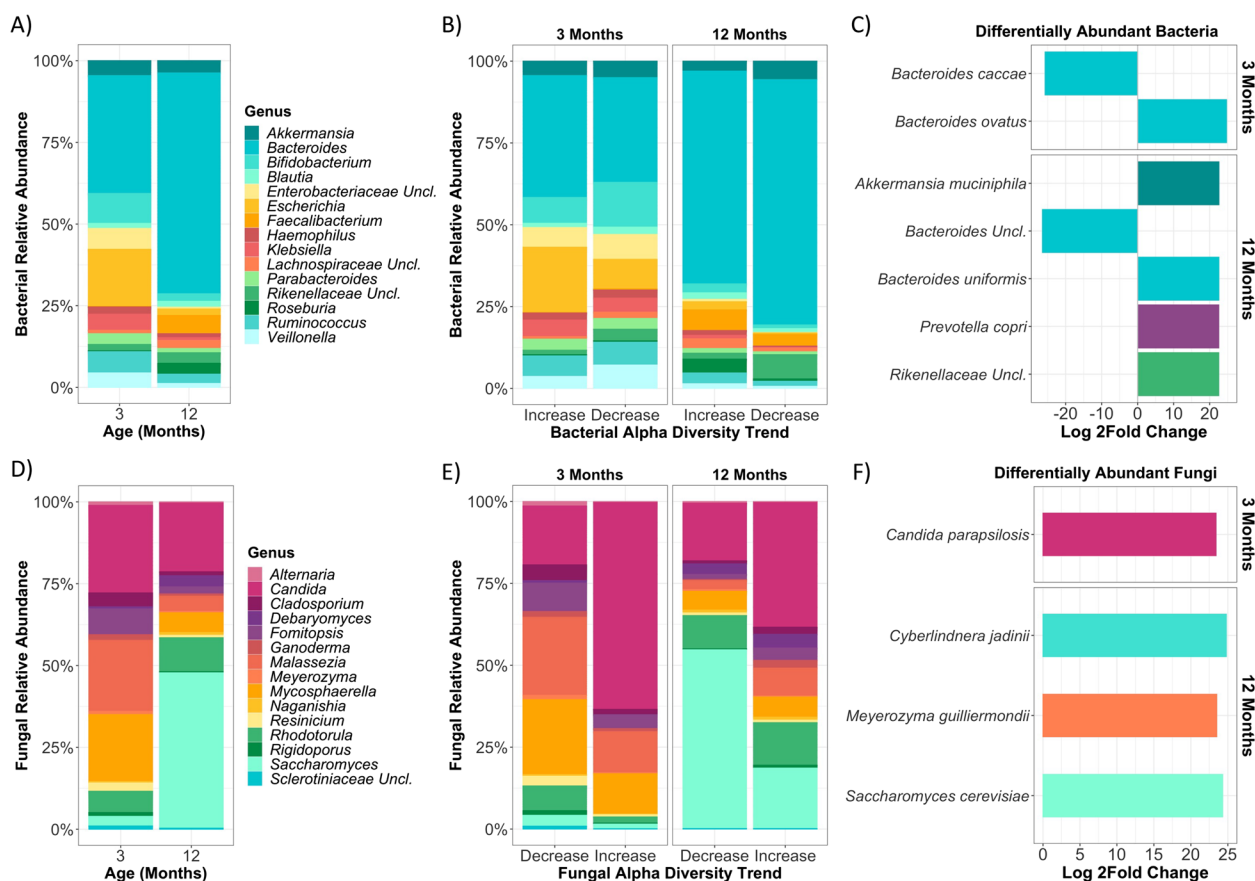 A)
100%
75%
50%
25%
0%
Bacterial Relative Abundance
3
12
Age (Months)
Genus
Akkermansia
Bacteroides
Bifidobacterium
Blautia
Enterobacteriaceae Uncl.
Escherichia
Faecalibacterium
Haemophilus
Klebsiella
Lachnospiraceae Uncl.
Parabacteroides
Rikenellaceae Uncl.
Roseburia
Ruminococcus
Veillonella
B)
3 Months
12 Months
100%
75%
50%
25%
0%
Bacterial Relative Abundance
Increase
Decrease
Increase
Decrease
Bacterial Alpha Diversity Trend
C)
Differentially Abundant Bacteria
Bacteroides caccae
Bacteroides ovatus
3 Months
Akkermansia muciniphila
Bacteroides Uncl.
Bacteroides uniformis
Prevotella copri
Rikenellaceae Uncl.
12 Months
-20
-10
0
10
20
Log 2Fold Change
D)
100%
75%
50%
25%
0%
Fungal Relative Abundance
3
12
Age (Months)
Genus
Alternaria
Candida
Cladosporium
Debaryomyces
Fomitopsis
Ganoderma
Malassezia
Meyerozyma
Mycosphaerella
Naganishia
Resinicium
Rhodotorula
Rigidoporus
Saccharomyces
Sclerotiniaceae Uncl.
E)
3 Months
12 Months
100%
75%
50%
25%
0%
Fungal Relative Abundance
Decrease
Increase
Decrease
Increase
Fungal Alpha Diversity Trend
F)
Differentially Abundant Fungi
Candida parapsilosis
3 Months
Cyberlindnera jadinii
Meyerozyma guilliermondii
Saccharomyces cerevisiae
12 Months
0
5
10
15
20
25
Log 2Fold Change